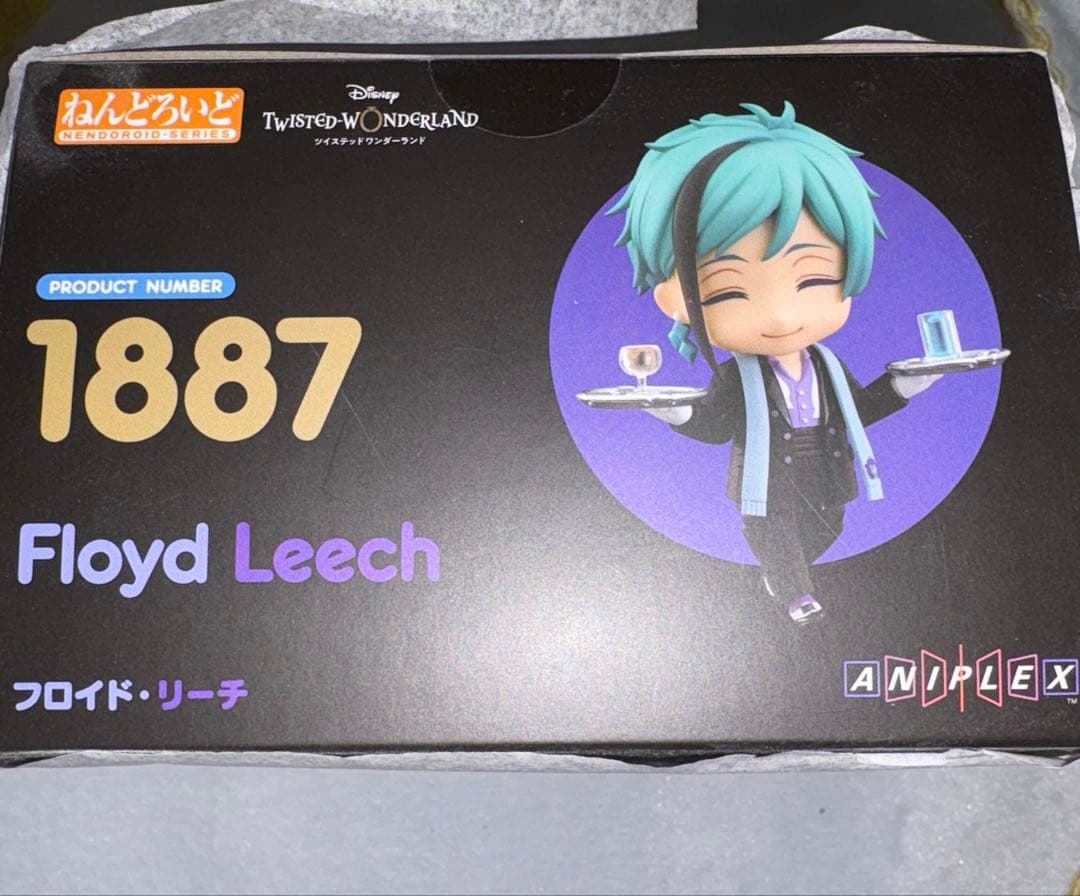 ねんどろいど
NENDOROID・SERIES
Disney
TWISTED-WONDERLAND
ツイステッドワンダーランド
PRODUCT NUMBER
1887
Floyd Leech
フロイド・リーチ
ANIPLEX
TM